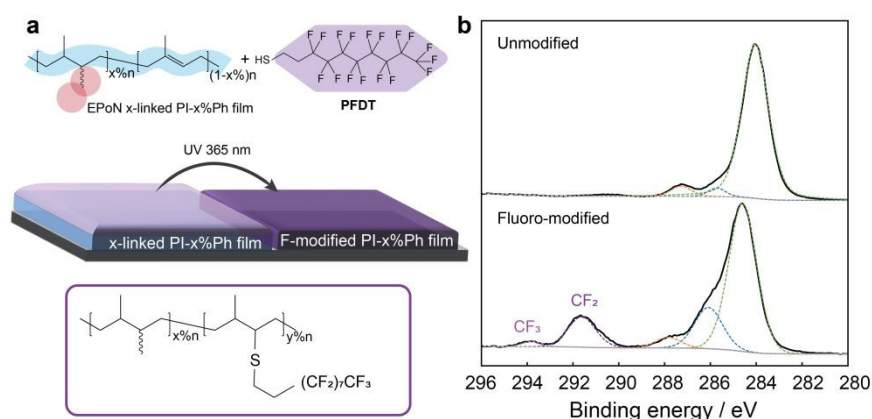 a
HS
F F F F F F F F
F
F
F
F F F F F F F F
x%n
(1-x%)n
+
EPoN x-linked PI-x%Ph film
PFDT
UV 365 nm
x-linked PI-x%Ph film
F-modified PI-x%Ph film
x%n
y%n
S
(CF₂)₇CF₃
b
Unmodified
Fluoro-modified
CF₃
CF₂
296 294 292 290 288 286 284 282 280
Binding energy / eV